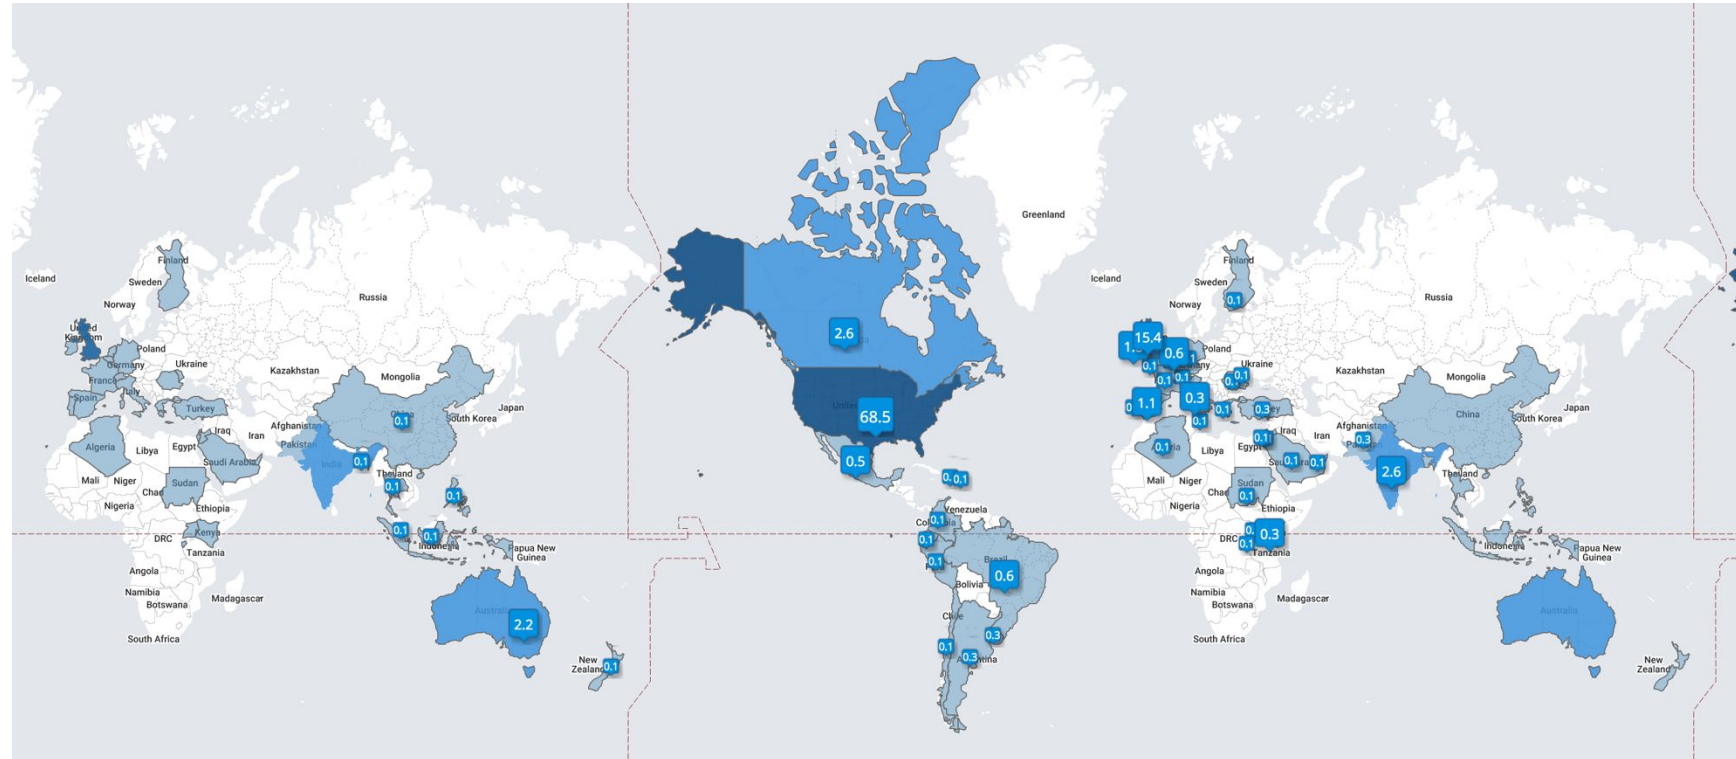 Greenland
Iceland
Finland
Sweden
Norway
Russia
United
Kingdom
Poland
Germany
Ukraine
Kazakhstan
Mongolia
France
Italy
Spain
Turkey
China
0.1
South Korea
Japan
Afghanistan
Iraq
Iran
Algeria
Libya
Egypt
Pakistan
Saudi Arabia
India
0.1
Mali
Niger
Chad
Sudan
Thailand
0.1
0.1
Nigeria
Ethiopia
DRC
Kenya
Tanzania
0.1
0.1
Indonesia
Papua New
Guinea
Angola
Namibia
Botswana
Madagascar
South Africa
Australia
2.2
New
Zealand
0.1
2.6
68.5
0.5
0.1
Venezuela
0.1
0.1
0.1
Brazil
0.6
Bolivia
Chile
0.3
0.1
0.3
Argentina
Iceland
Finland
Sweden
0.1
Norway
Russia
15.4
0.6
Poland
0.1
Ukraine
0.1
0.1
0.1
Kazakhstan
Mongolia
1.1
0.3
0.1
0.1
0.3
China
South Korea
Japan
Afghanistan
0.3
Iraq
Iran
0.1
Libya
Egypt
0.1
0.1
0.1
2.6
Mali
Niger
Chad
Sudan
0.1
Thailand
Nigeria
Ethiopia
DRC
0.1
0.3
Tanzania
Indonesia
Papua New
Guinea
Angola
Namibia
Botswana
Madagascar
South Africa
Australia
New
Zealand